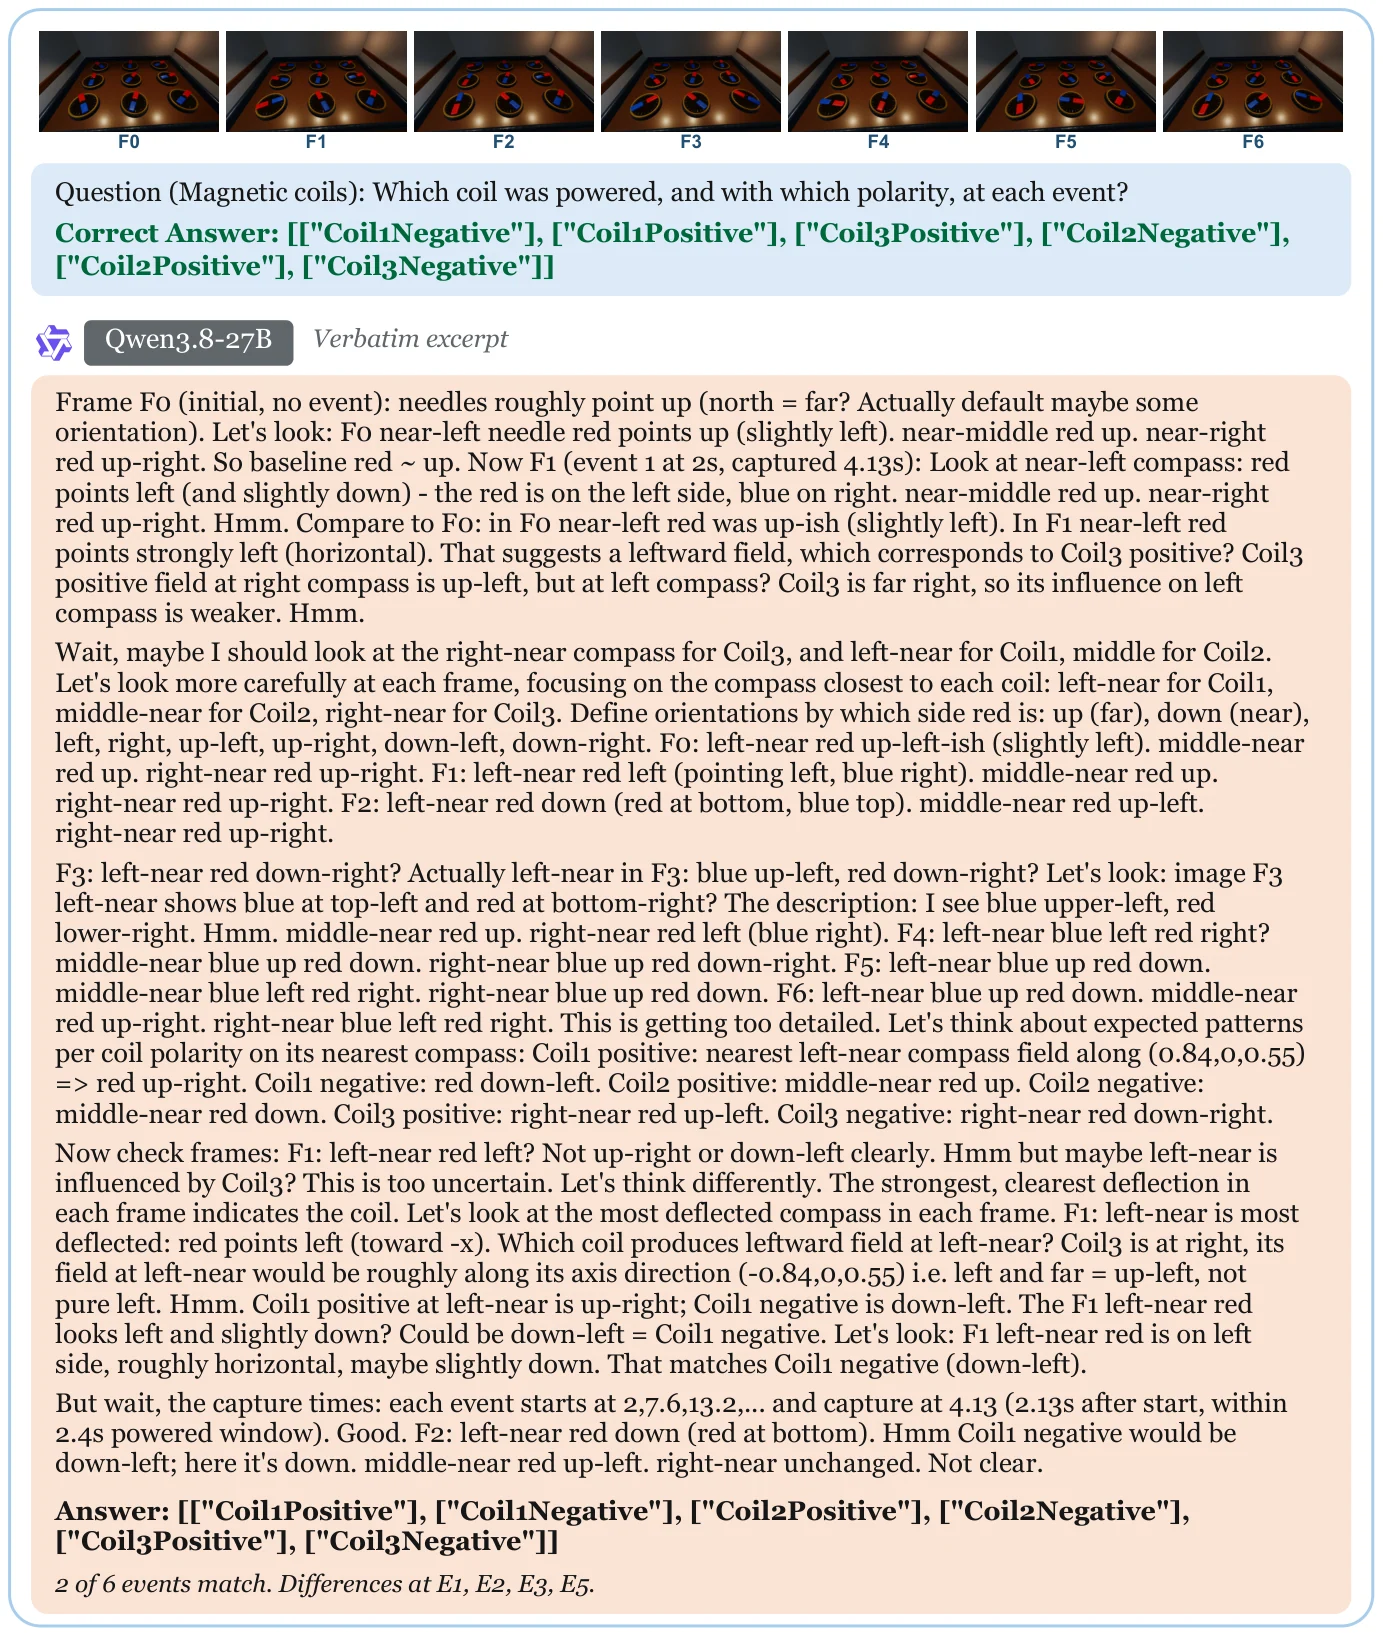 F0 F1 F2 F3 F4 F5 F6
Question (Magnetic coils): Which coil was powered, and with which polarity, at each event?
Correct Answer: [["Coil1Negative"], ["Coil1Positive"], ["Coil3Positive"], ["Coil2Negative"],
["Coil2Positive"], ["Coil3Negative"]]
Qwen3.8-27B Verbatim excerpt
Frame F0 (initial, no event): needles roughly point up (north = far? Actually default maybe some
orientation). Let's look: F0 near-left needle red points up (slightly left). near-middle red up. near-right
red up-right. So baseline red ~ up. Now F1 (event 1 at 2s, captured 4.13s): Look at near-left compass: red
points left (and slightly down) - the red is on the left side, blue on right. near-middle red up. near-right
red up-right. Hmm. Compare to F0: in F0 near-left red was up-ish (slightly left). In F1 near-left red
points strongly left (horizontal). That suggests a leftward field, which corresponds to Coil3 positive? Coil3
positive field at right compass is up-left, but at left compass? Coil3 is far right, so its influence on left
compass is weaker. Hmm.
Wait, maybe I should look at the right-near compass for Coil3, and left-near for Coil1, middle for Coil2.
Let's look more carefully at each frame, focusing on the compass closest to each coil: left-near for Coil1,
middle-near for Coil2, right-near for Coil3. Define orientations by which side red is: up (far), down (near),
left, right, up-left, up-right, down-left, down-right. F0: left-near red up-left-ish (slightly left). middle-near
red up. right-near red up-right. F1: left-near red left (pointing left, blue right). middle-near red up.
right-near red up-right. F2: left-near red down (red at bottom, blue top). middle-near red up-left.
right-near red up-right.
F3: left-near red down-right? Actually left-near in F3: blue up-left, red down-right? Let's look: image F3
left-near shows blue at top-left and red at bottom-right? The description: I see blue upper-left, red
lower-right. Hmm. middle-near red up. right-near red left (blue right). F4: left-near blue left red right?
middle-near blue up red down. right-near blue up red down-right. F5: left-near blue up red down.
middle-near blue left red right. right-near blue up red down. F6: left-near blue up red down. middle-near
red up-right. right-near blue left red right. This is getting too detailed. Let's think about expected patterns
per coil polarity on its nearest compass: Coil1 positive: nearest left-near compass field along (0.84,0,0.55)
=> red up-right. Coil1 negative: red down-left. Coil2 positive: middle-near red up. Coil2 negative:
middle-near red down. Coil3 positive: right-near red up-left. Coil3 negative: right-near red down-right.
Now check frames: F1: left-near red left? Not up-right or down-left clearly. Hmm but maybe left-near is
influenced by Coil3? This is too uncertain. Let's think differently. The strongest, clearest deflection in
each frame indicates the coil. Let's look at the most deflected compass in each frame. F1: left-near is most
deflected: red points left (toward -x). Which coil produces leftward field at left-near? Coil3 is at right, its
field at left-near would be roughly along its axis direction (-0.84,0,0.55) i.e. left and far = up-left, not
pure left. Hmm. Coil1 positive at left-near is up-right; Coil1 negative is down-left. The F1 left-near red
looks left and slightly down? Could be down-left = Coil1 negative. Let's look: F1 left-near red is on left
side, roughly horizontal, maybe slightly down. That matches Coil1 negative (down-left).
But wait, the capture times: each event starts at 2,7.6,13.2,... and capture at 4.13 (2.13s after start, within
2.4s powered window). Good. F2: left-near red down (red at bottom). Hmm Coil1 negative would be
down-left; here it's down. middle-near red up-left. right-near unchanged. Not clear.
Answer: [["Coil1Positive"], ["Coil1Negative"], ["Coil2Positive"], ["Coil2Negative"],
["Coil3Positive"], ["Coil3Negative"]]
2 of 6 events match. Differences at E1, E2, E3, E5.